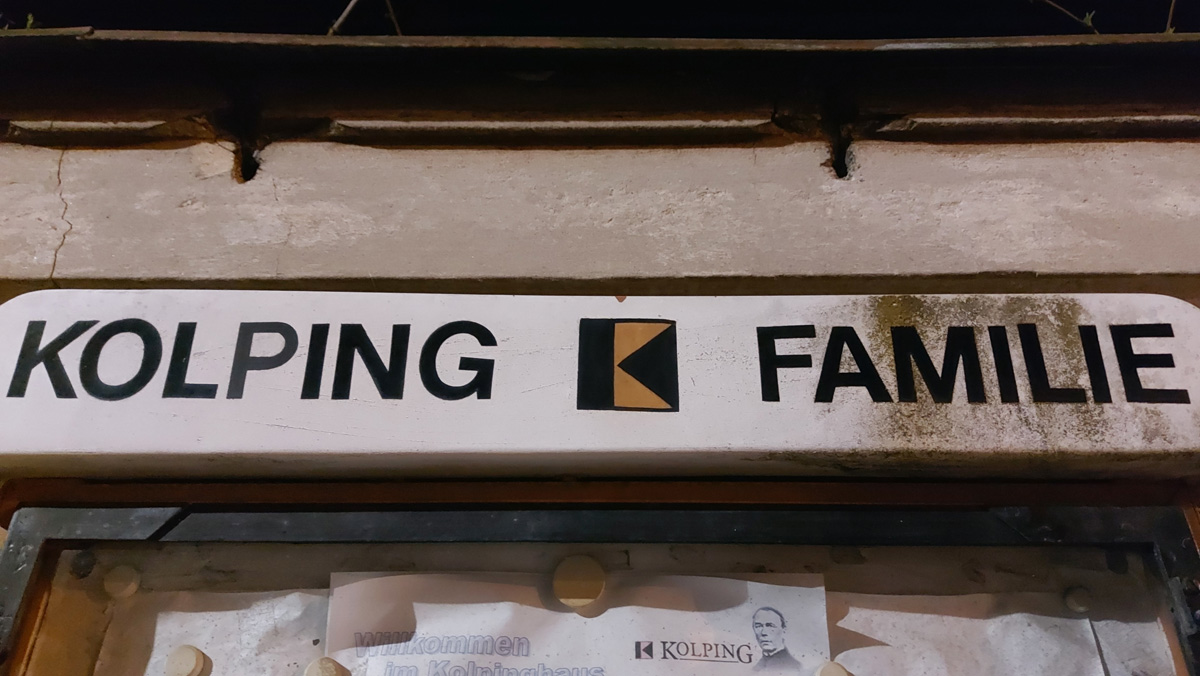 KOLPING K FAMILIE
Willkommen
im Kolpinghaus
K KOLPING